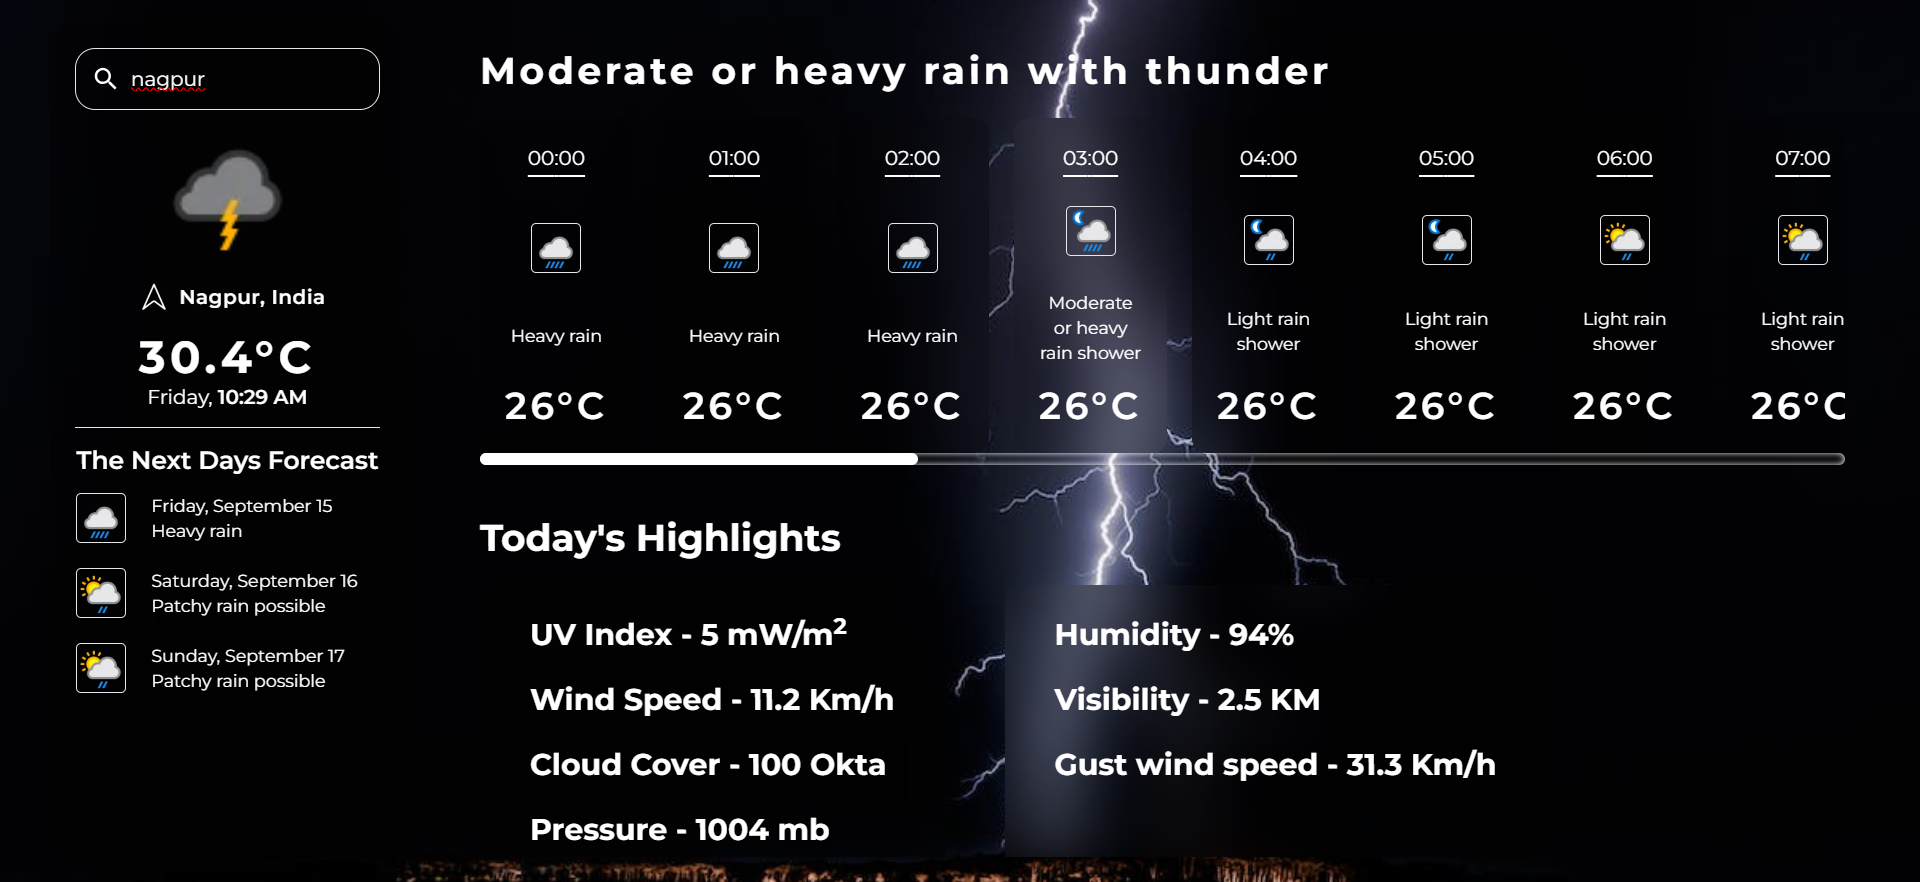 nagpur
Nagpur, India
30.4°C
Friday, 10:29 AM
The Next Days Forecast
Friday, September 15
Heavy rain
Saturday, September 16
Patchy rain possible
Sunday, September 17
Patchy rain possible
Moderate or heavy rain with thunder
00:00
Heavy rain
26°C
01:00
Heavy rain
26°C
02:00
Heavy rain
26°C
03:00
Moderate
or heavy
rain shower
26°C
04:00
Light rain
shower
26°C
05:00
Light rain
shower
26°C
06:00
Light rain
shower
26°C
07:00
Light rain
shower
26°C
Today's Highlights
UV Index - 5 mW/m²
Wind Speed - 11.2 Km/h
Cloud Cover - 100 Okta
Pressure - 1004 mb
Humidity - 94%
Visibility - 2.5 KM
Gust wind speed - 31.3 Km/h